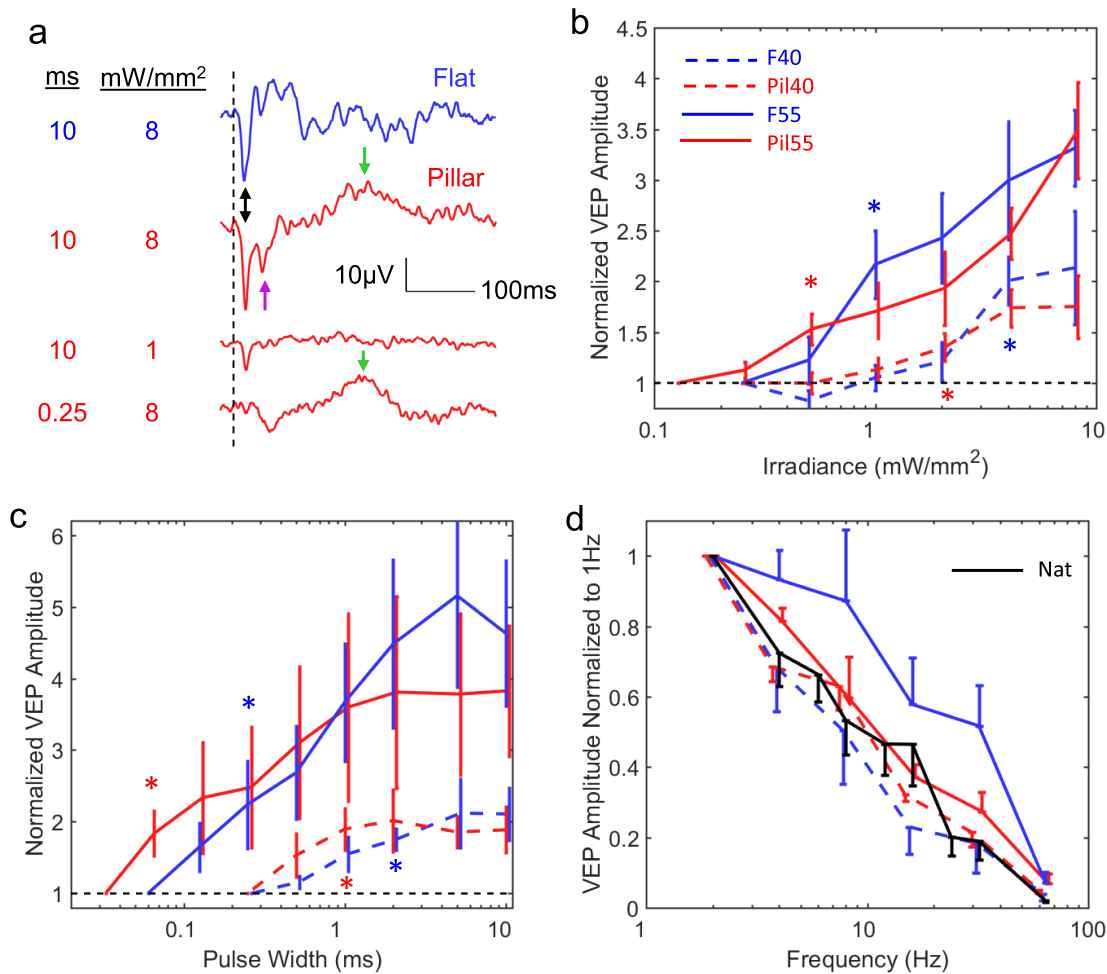 a
ms mW/mm²
Flat
10 8
Pillar
10 8
10µV 100ms
10 1
0.25 8
b
4.5
4
3.5
3
2.5
2
1.5
1
Normalized VEP Amplitude
F40
Pil40
F55
Pil55
*
*
*
*
0.1 1 10
Irradiance (mW/mm²)
c
6
5
4
3
2
1
Normalized VEP Amplitude
*
*
*
*
0.1 1 10
Pulse Width (ms)
d
1
0.8
0.6
0.4
0.2
0
VEP Amplitude Normalized to 1Hz
Nat
1 10 100
Frequency (Hz)